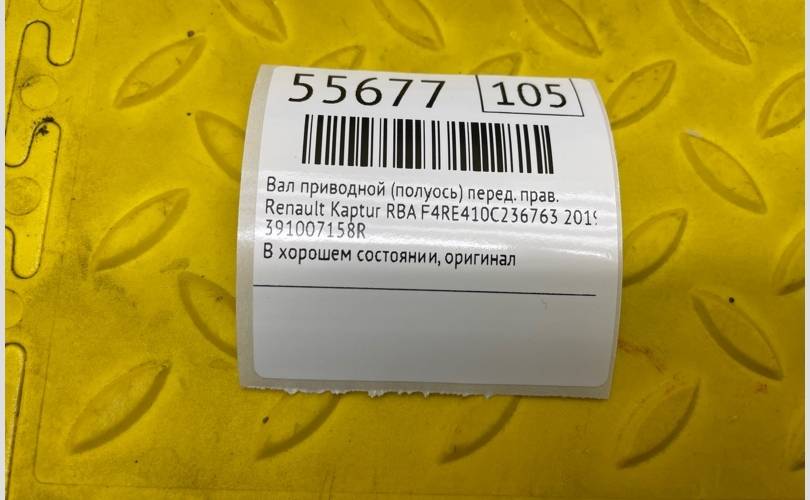 55677 105
Вал приводной (полуось) перед. прав.
Renault Kaptur RBA F4RE410C236763 2019
391007158R
В хорошем состоянии, оригинал